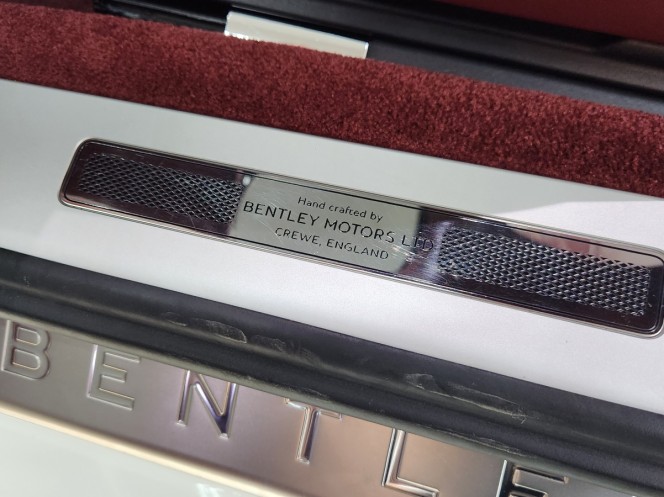 Hand crafted by
BENTLEY MOTORS LTD
CREWE, ENGLAND
BENTLE